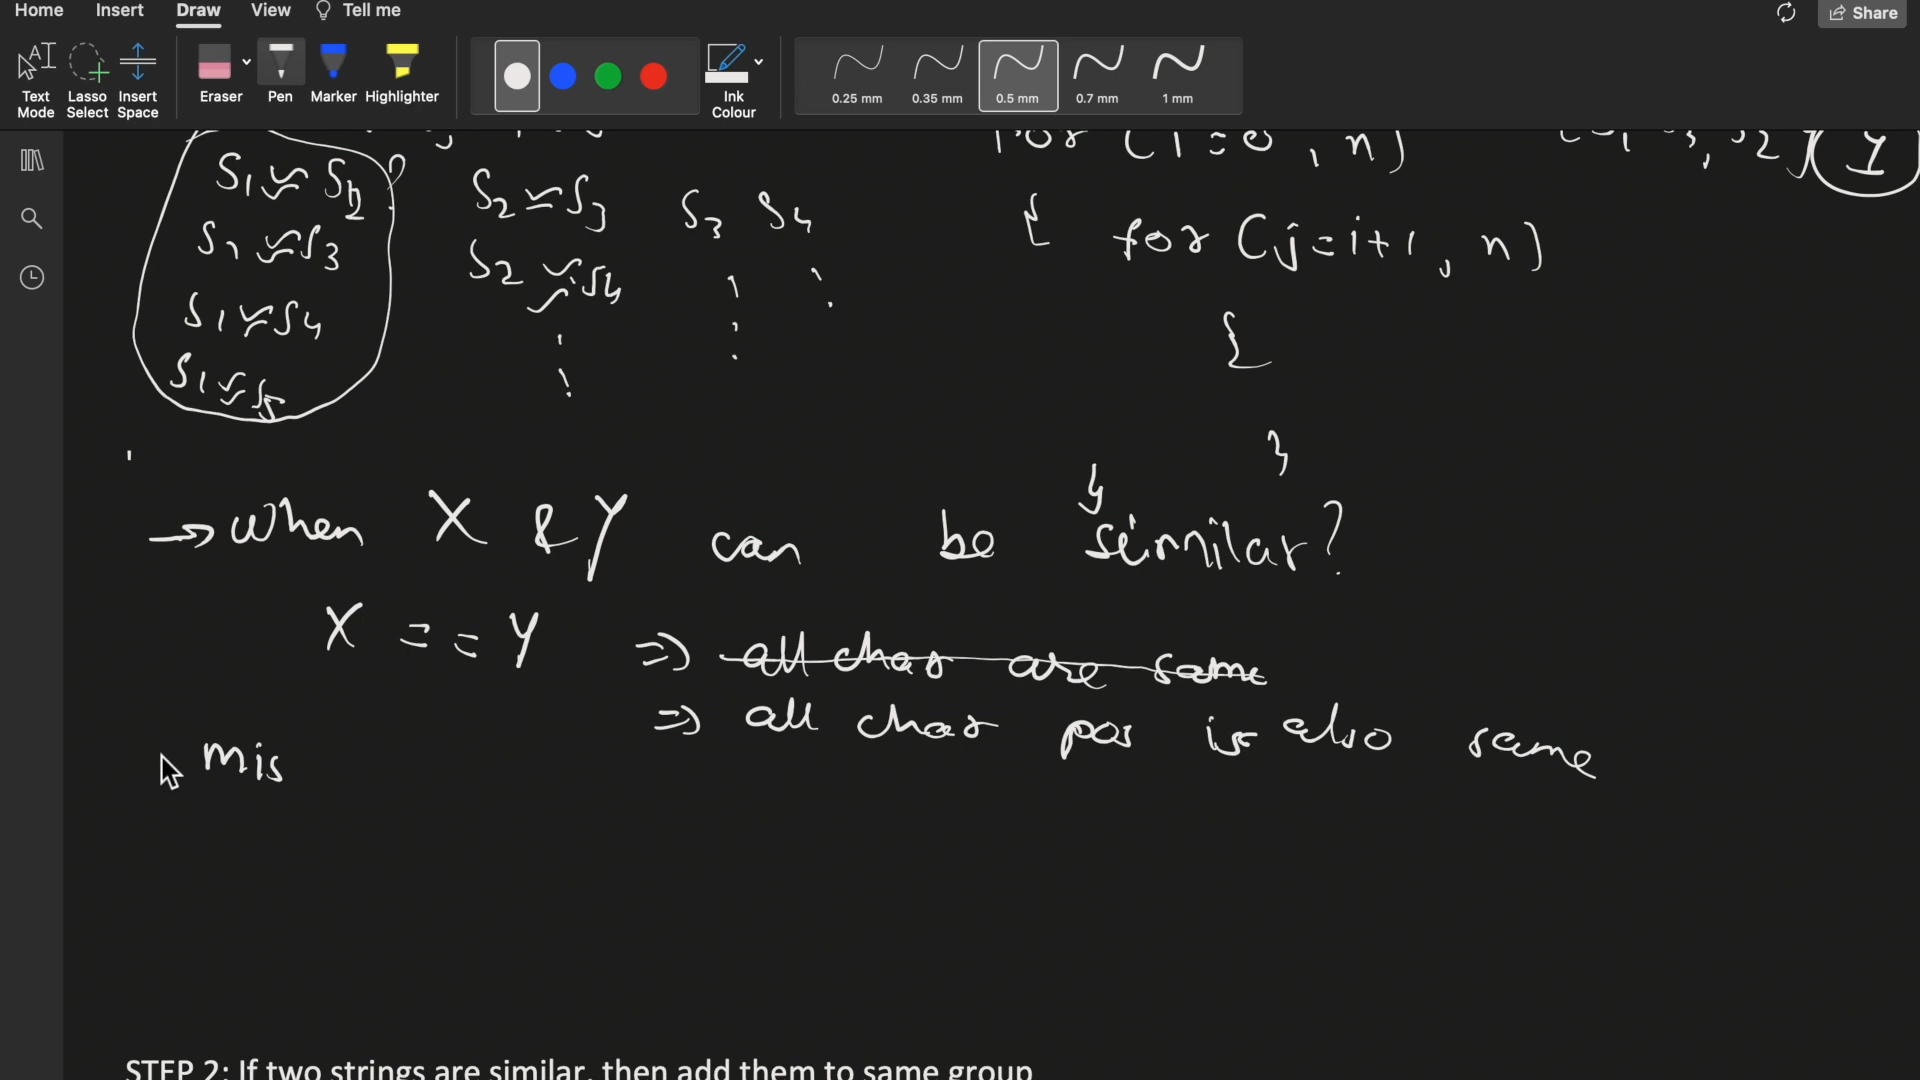 Home Insert Draw View Tell me Share
Text Mode Lasso Select Insert Space Eraser Pen Marker Highlighter Ink Colour 0.25 mm 0.35 mm 0.5 mm 0.7 mm 1 mm
for (i=0, n)
S2 } 1
S1 ≈ S2 ?
S1 ≈ S3
S1 ≈ S4
S1 ≈ S5
S2 ≈ S3
S2 ≈ S4
S3 S4
{ for (j=i+1, n)
{
}
}
→ when X & Y can be similar?
X == Y ⇒ all char are same
⇒ all char pos is also same
mis
STEP 2: If two strings are similar, then add them to same group